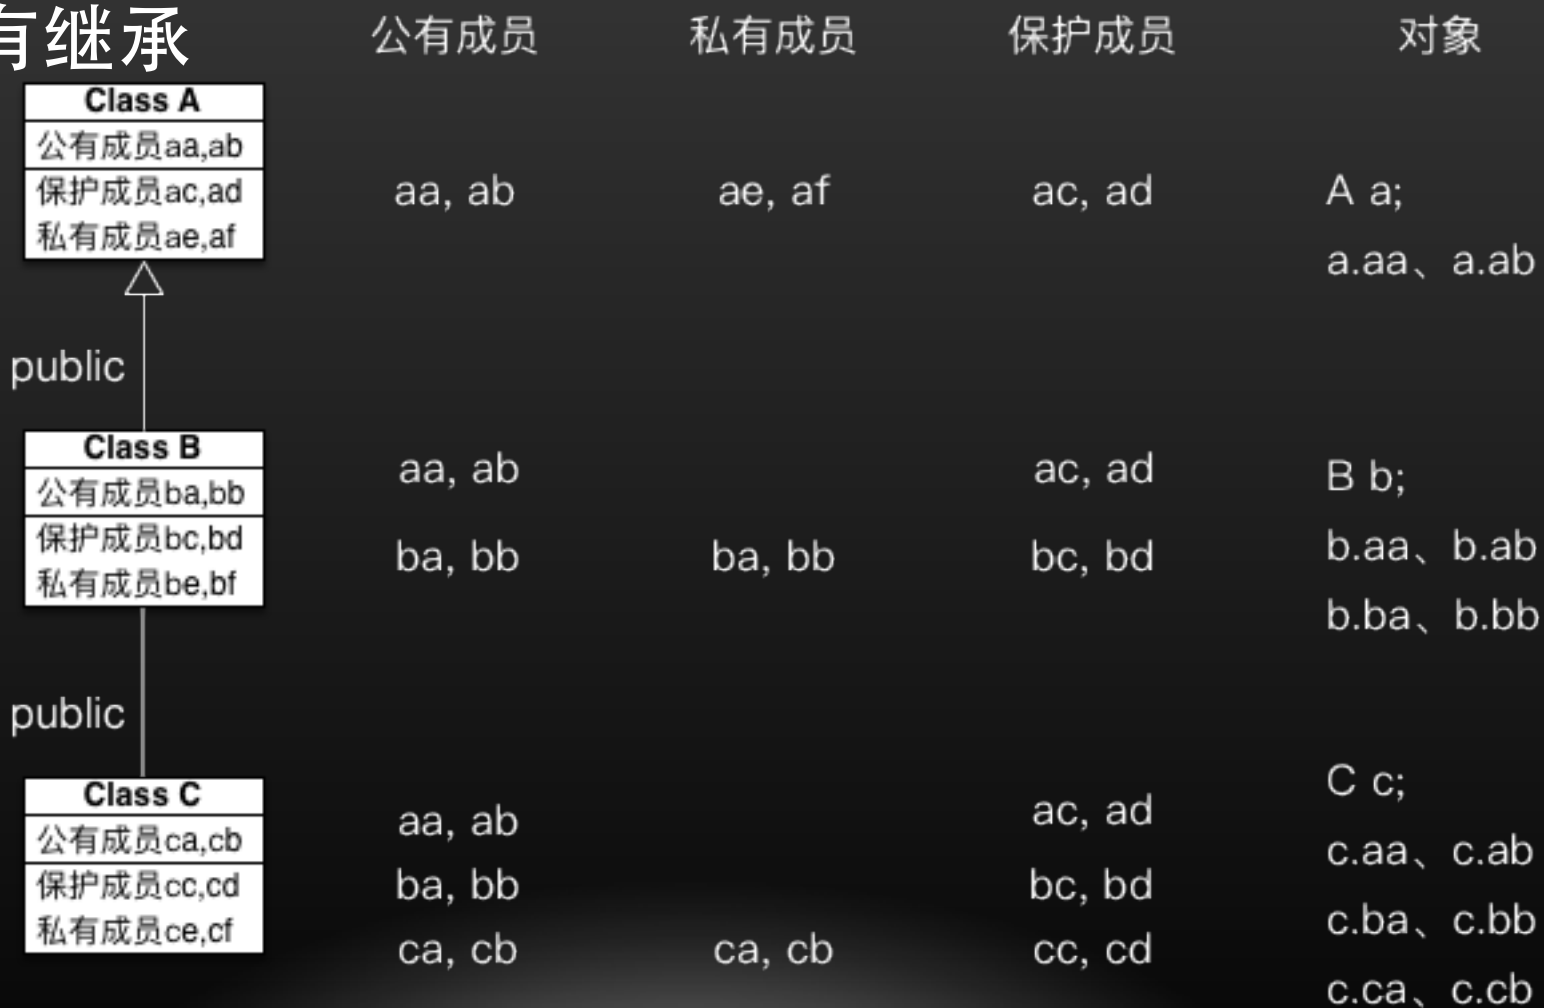 有继承
公有成员 私有成员 保护成员 对象
Class A
公有成员aa,ab
保护成员ac,ad
私有成员ae,af
aa, ab ae, af ac, ad A a;
a.aa、a.ab
public
Class B
公有成员ba,bb
保护成员bc,bd
私有成员be,bf
aa, ab ac, ad B b;
b.aa、b.ab
ba, bb ba, bb bc, bd
b.ba、b.bb
public
Class C
公有成员ca,cb
保护成员cc,cd
私有成员ce,cf
C c;
aa, ab ac, ad
c.aa、c.ab
ba, bb bc, bd
c.ba、c.bb
ca, cb ca, cb cc, cd
c.ca、c.cb